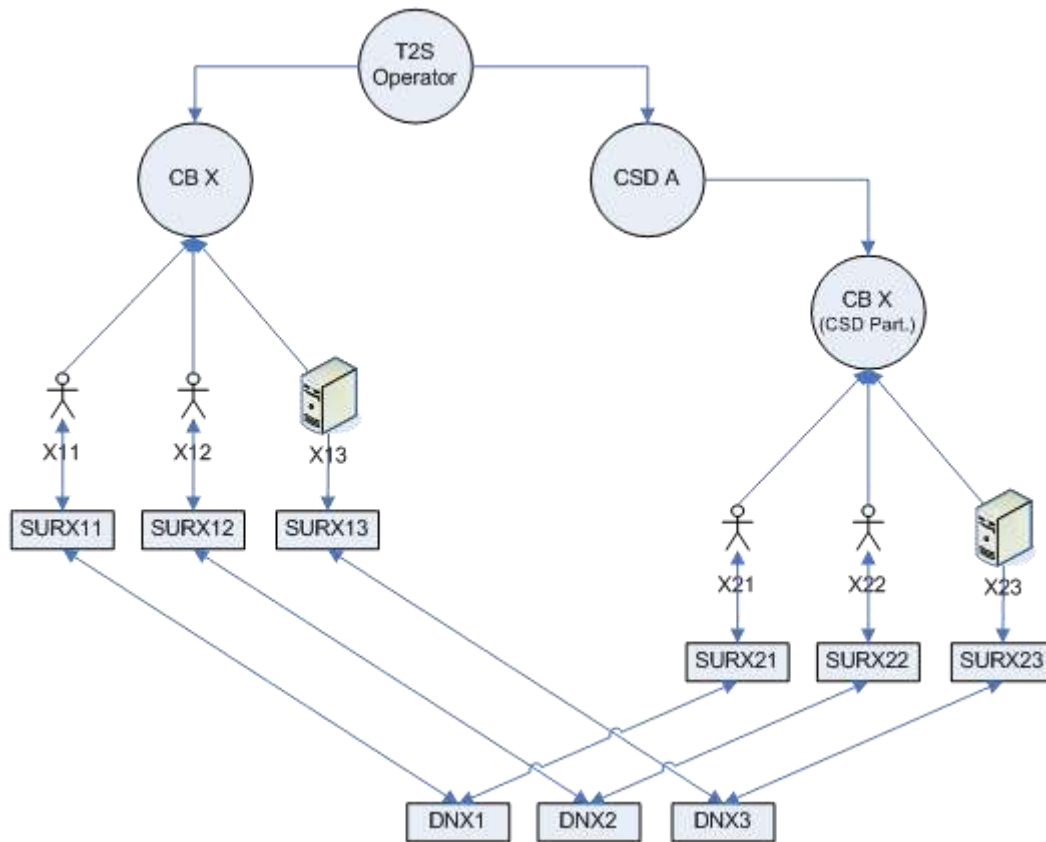 T2S
Operator
CB X
CSD A
CB X
(CSD Part.)
X11
X12
X13
SURX11
SURX12
SURX13
X21
X22
X23
SURX21
SURX22
SURX23
DNX1
DNX2
DNX3